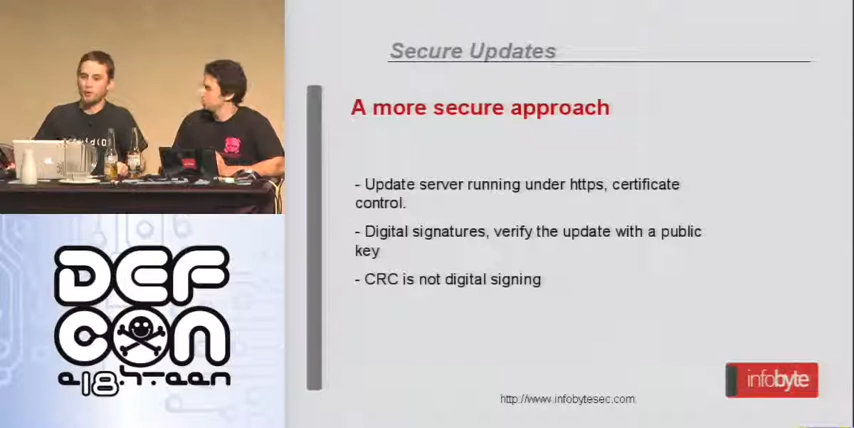 Secure Updates
A more secure approach
- Update server running under https, certificate
control.
- Digital signatures, verify the update with a public
key
- CRC is not digital signing
DEF
CON
e18hteen
infobyte
http://www.infobytesec.com